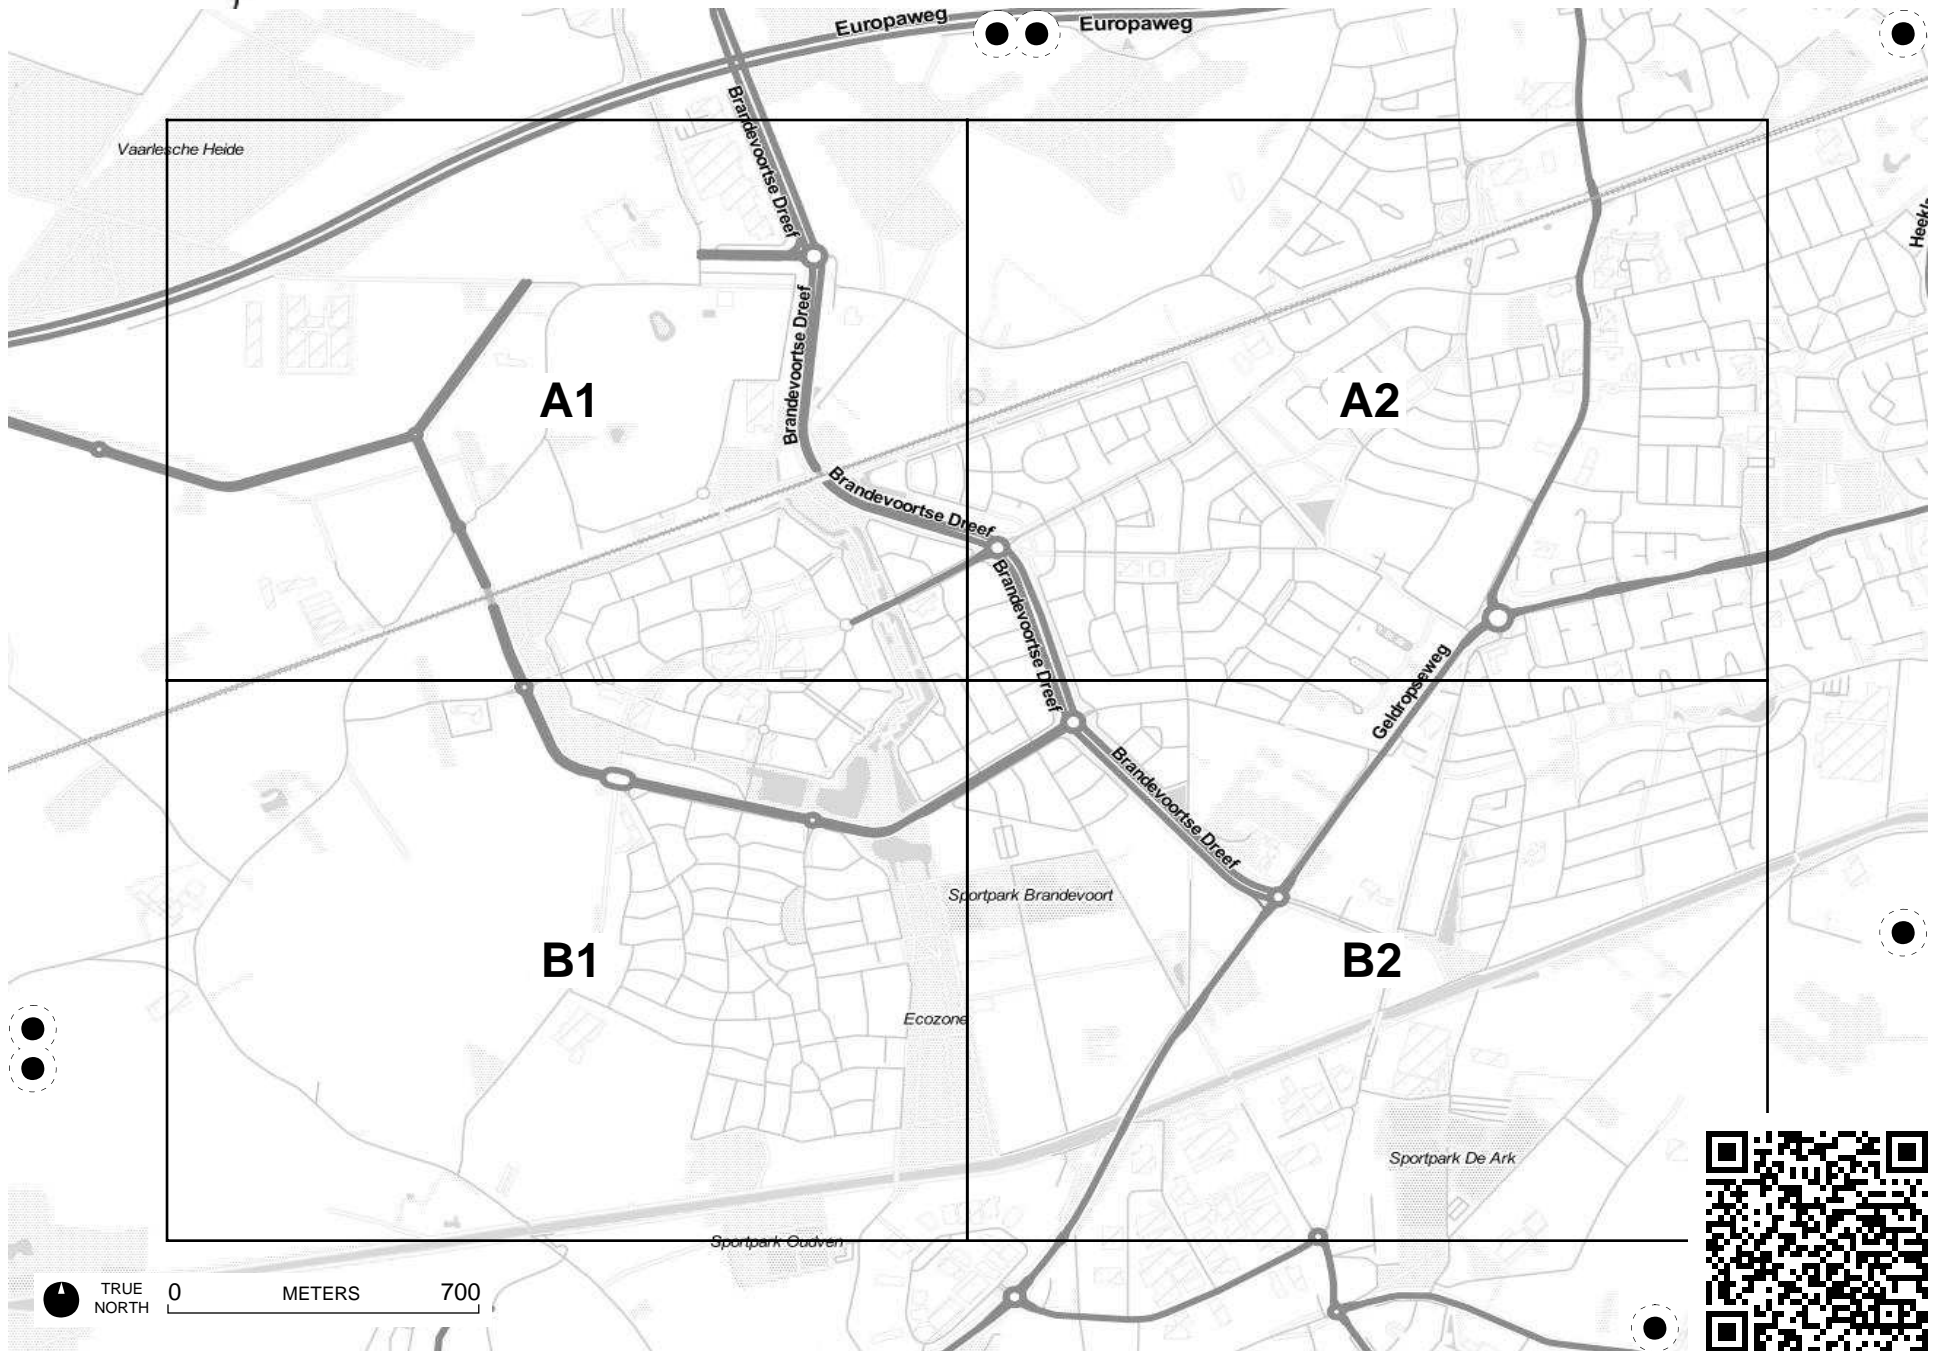 Europaweg
Europaweg
Brandevoortse Dreef
Vaarlesche Heide
Brandevoortse Dreef
A1
A2
Brandevoortse Dreef
Brandevoortse Dreef
Geldropseweg
Brandevoortse Dreef
Sportpark Brandevoort
B1
B2
Ecozone
Sportpark De Ark
Sportpark Oudven
TRUE
NORTH
0 METERS 700